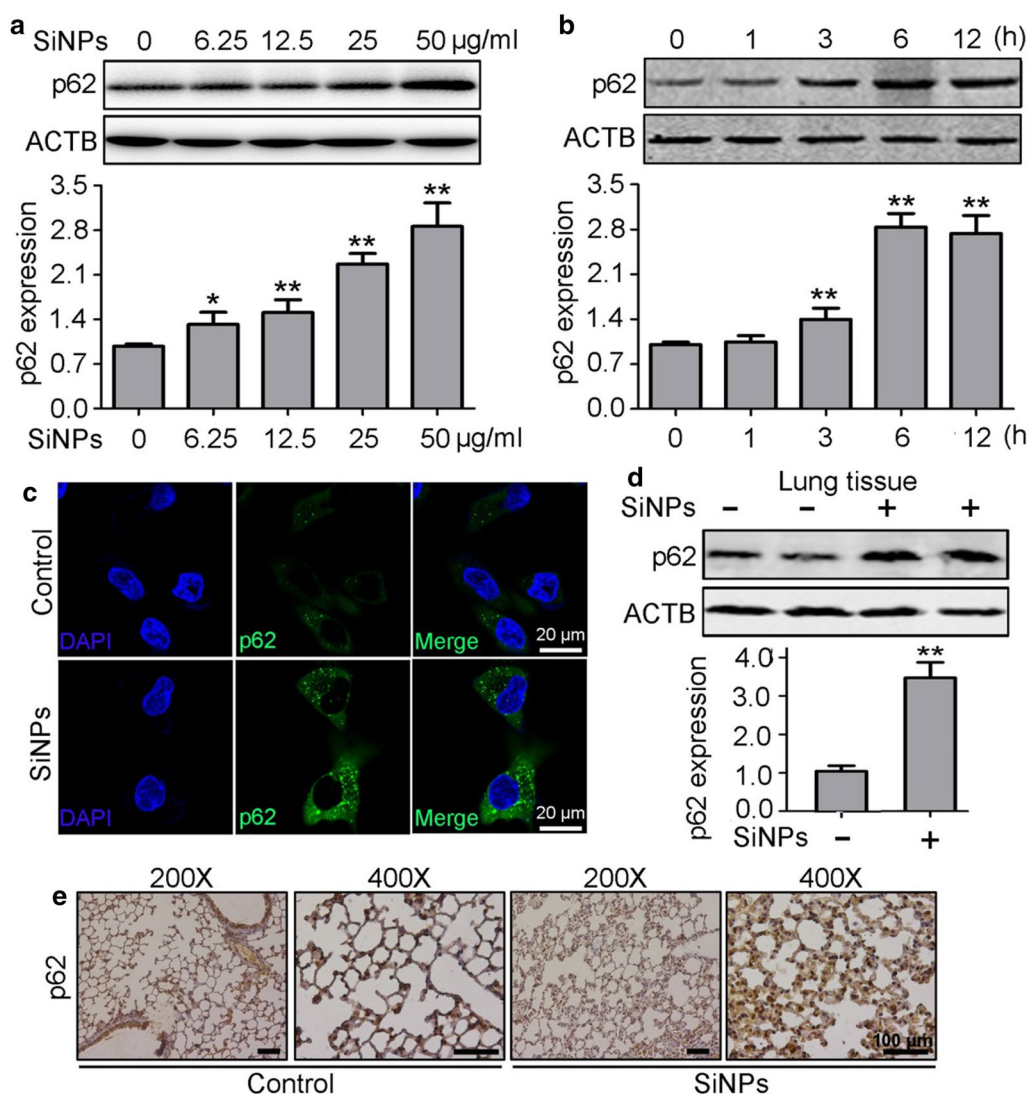 a
SiNPs 0 6.25 12.5 25 50 µg/ml
p62
ACTB
3.5
2.8
2.1
1.4
0.7
0.0
p62 expression
* ** ** **
SiNPs 0 6.25 12.5 25 50 µg/ml
b
0 1 3 6 12 (h)
p62
ACTB
3.5
2.8
2.1
1.4
0.7
0.0
p62 expression
** ** **
0 1 3 6 12 (h
c
Control
DAPI p62 Merge 20 µm
SiNPs
DAPI p62 Merge 20 µm
d
Lung tissue
SiNPs – – + +
p62
ACTB
4.0
3.0
2.0
1.0
0.0
p62 expression
**
SiNPs – +
e
200X 400X 200X 400X
p62
100 µm
Control SiNPs